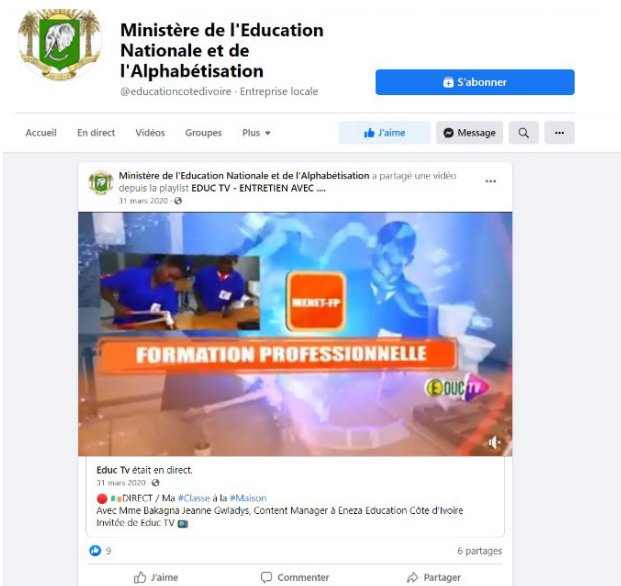 Ministère de l'Education
Nationale et de
l'Alphabétisation
@educationcotedivoire · Entreprise locale
S'abonner
Accueil En direct Vidéos Groupes Plus
J'aime Message
Ministère de l'Education Nationale et de l'Alphabétisation a partagé une vidéo
depuis la playlist EDUC TV - ENTRETIEN AVEC ....
31 mars 2020 ·
MENET-FP
FORMATION PROFESSIONNELLE
EDUC TV
Educ Tv était en direct.
31 mars 2020 ·
DIRECT / Ma #Classe à la #Maison
Avec Mme Bakagna Jeanne Gwladys, Content Manager à Eneza Education Côte d'Ivoire
Invitée de Educ TV
9 6 partages
J'aime Commenter Partager